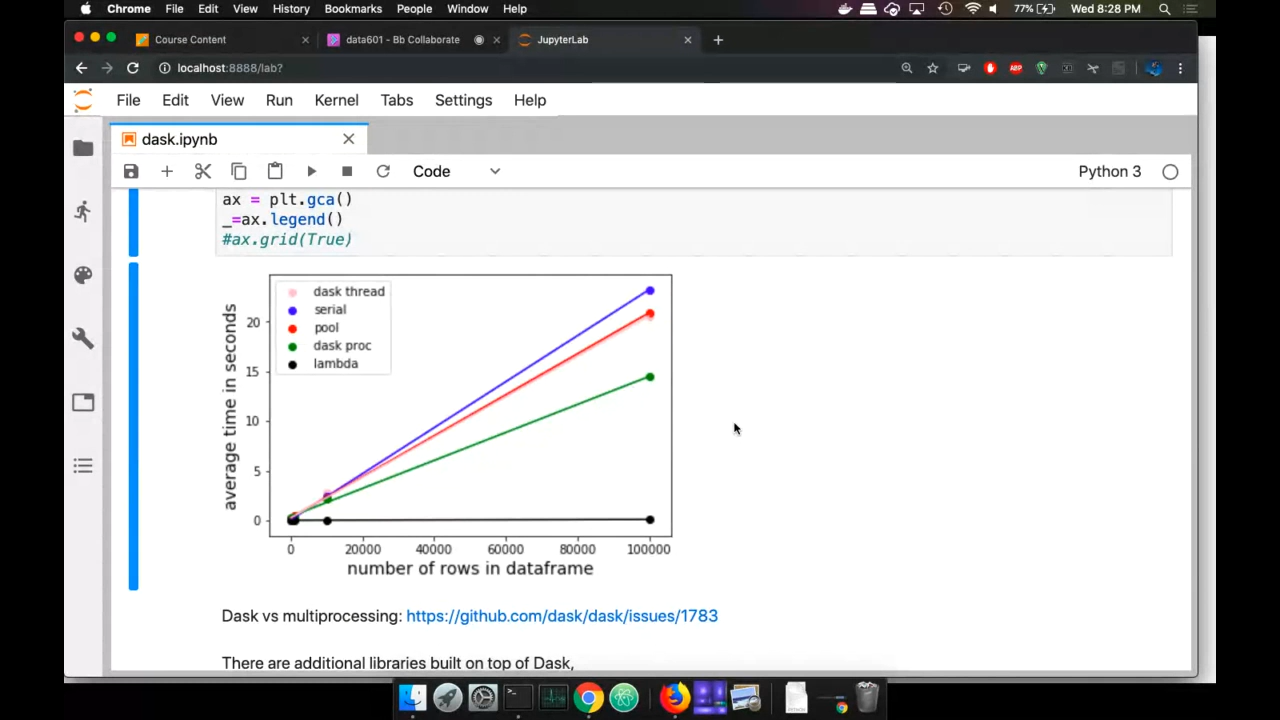 Chrome File Edit View History Bookmarks People Window Help 77% Wed 8:28 PM
Course Content data601 - Bb Collaborate JupyterLab
localhost:8888/lab? ABP
File Edit View Run Kernel Tabs Settings Help
dask.ipynb
Code Python 3
ax = plt.gca()
_=ax.legend()
#ax.grid(True)
dask thread
serial
pool
dask proc
lambda
average time in seconds
20
15
10
5
0
0 20000 40000 60000 80000 100000
number of rows in dataframe
Dask vs multiprocessing: https://github.com/dask/dask/issues/1783
There are additional libraries built on top of Dask,